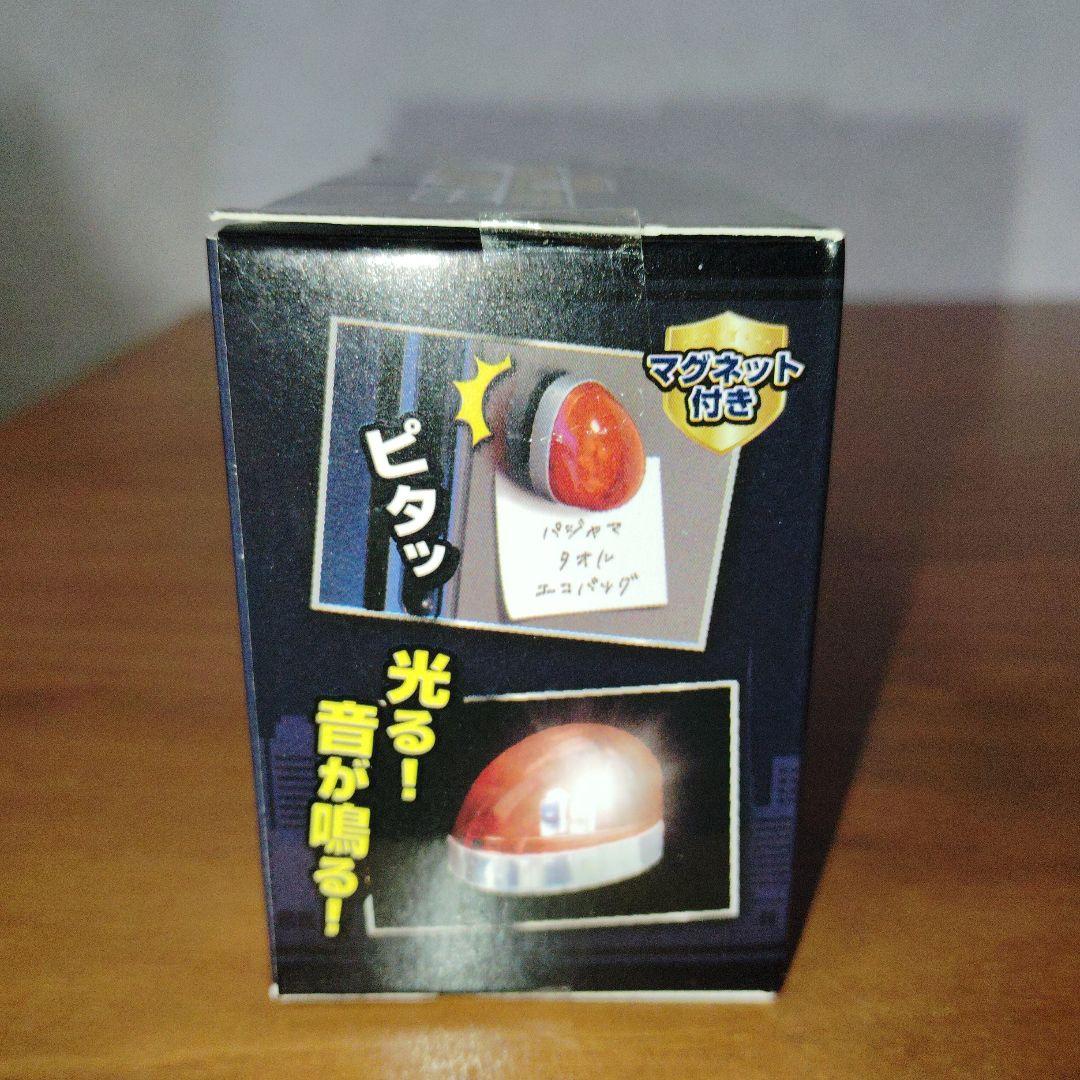 マグネット
付き
ピタッ
パジャマ
タオル
エコバッグ
光る!
音が鳴る!